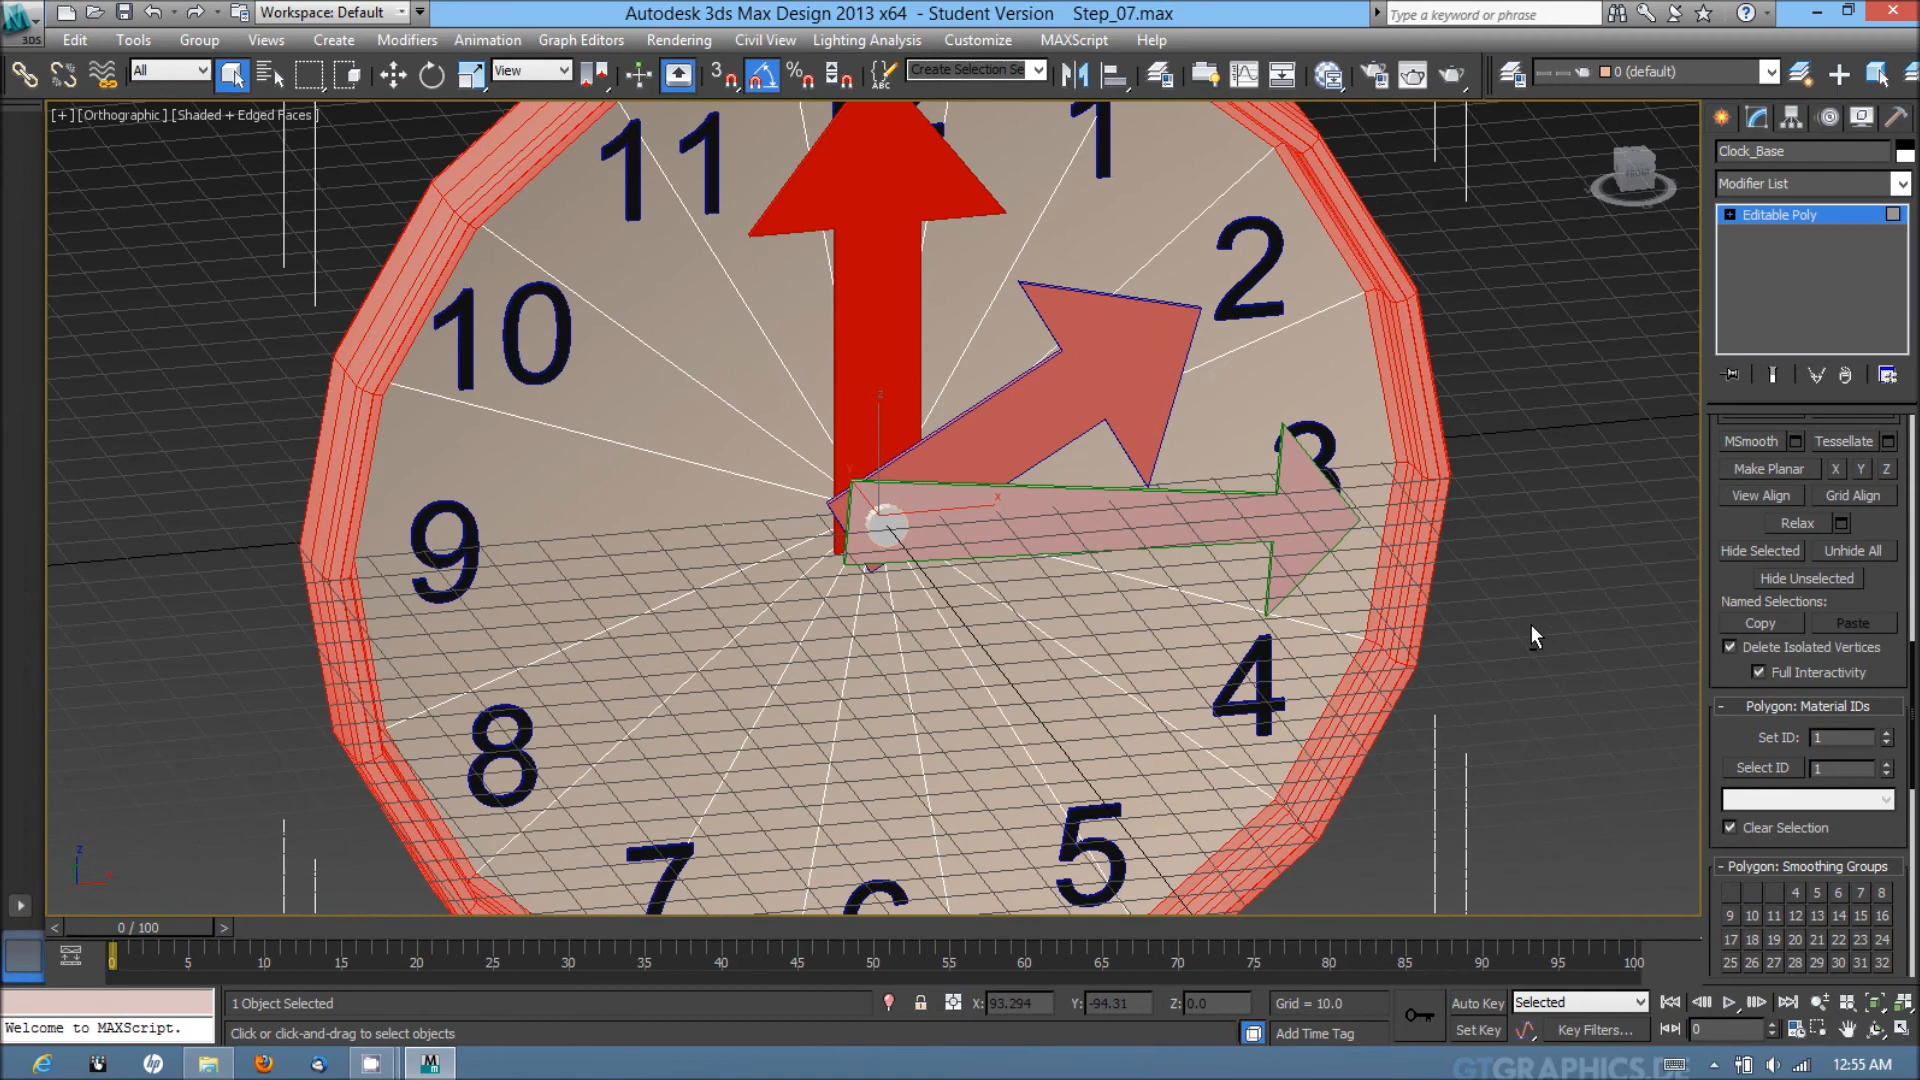 3DS
Workspace: Default
Autodesk 3ds Max Design 2013 x64 - Student Version Step_07.max
Type a keyword or phrase
Edit Tools Group Views Create Modifiers Animation Graph Editors Rendering Civil View Lighting Analysis Customize MAXScript Help
All
View
3
ABC
Create Selection Se
0 (default)
[+] [Orthographic ] [Shaded + Edged Faces ]
FRONT
11
1
2
10
3
9
4
8
5
7
6
z
x
Y
z
x
Clock_Base
Modifier List
Editable Poly
MSmooth Tessellate
Make Planar X Y Z
View Align Grid Align
Relax
Hide Selected Unhide All
Hide Unselected
Named Selections:
Copy Paste
Delete Isolated Vertices
Full Interactivity
- Polygon: Material IDs
Set ID: 1
Select ID 1
Clear Selection
- Polygon: Smoothing Groups
4 5 6 7 8
9 10 11 12 13 14 15 16
17 18 19 20 21 22 23 24
25 26 27 28 29 30 31 32
< 0 / 100 >
0 5 10 15 20 25 30 35 40 45 50 55 60 65 70 75 80 85 90 95 100
1 Object Selected X: 93.294 Y: -94.31 Z: 0.0 Grid = 10.0 Auto Key Selected
Welcome to MAXScript. Click or click-and-drag to select objects Add Time Tag Set Key Key Filters... 0
GTGRAPHICS.DE
12:55 AM